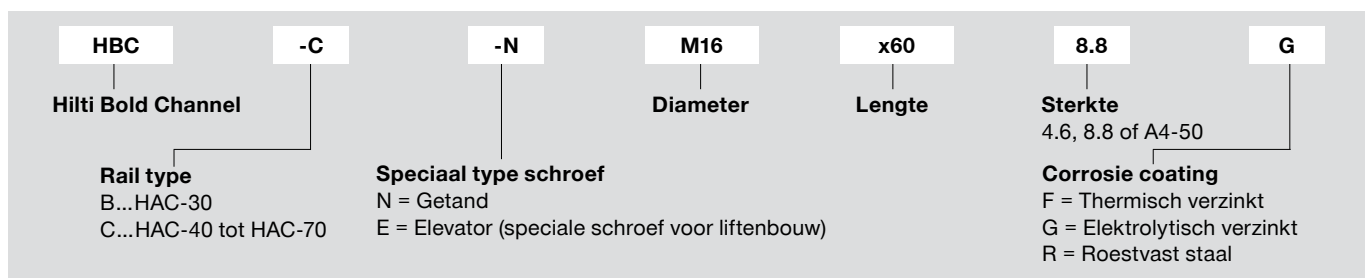 HBC -C -N M16 x60 8.8 G
Hilti Bold Channel Diameter Lengte Sterkte
4.6, 8.8 of A4-50
Rail type
B...HAC-30
C...HAC-40 tot HAC-70
Speciaal type schroef
N = Getand
E = Elevator (speciale schroef voor liftenbouw)
Corrosie coating
F = Thermisch verzinkt
G = Elektrolytisch verzinkt
R = Roestvast staal